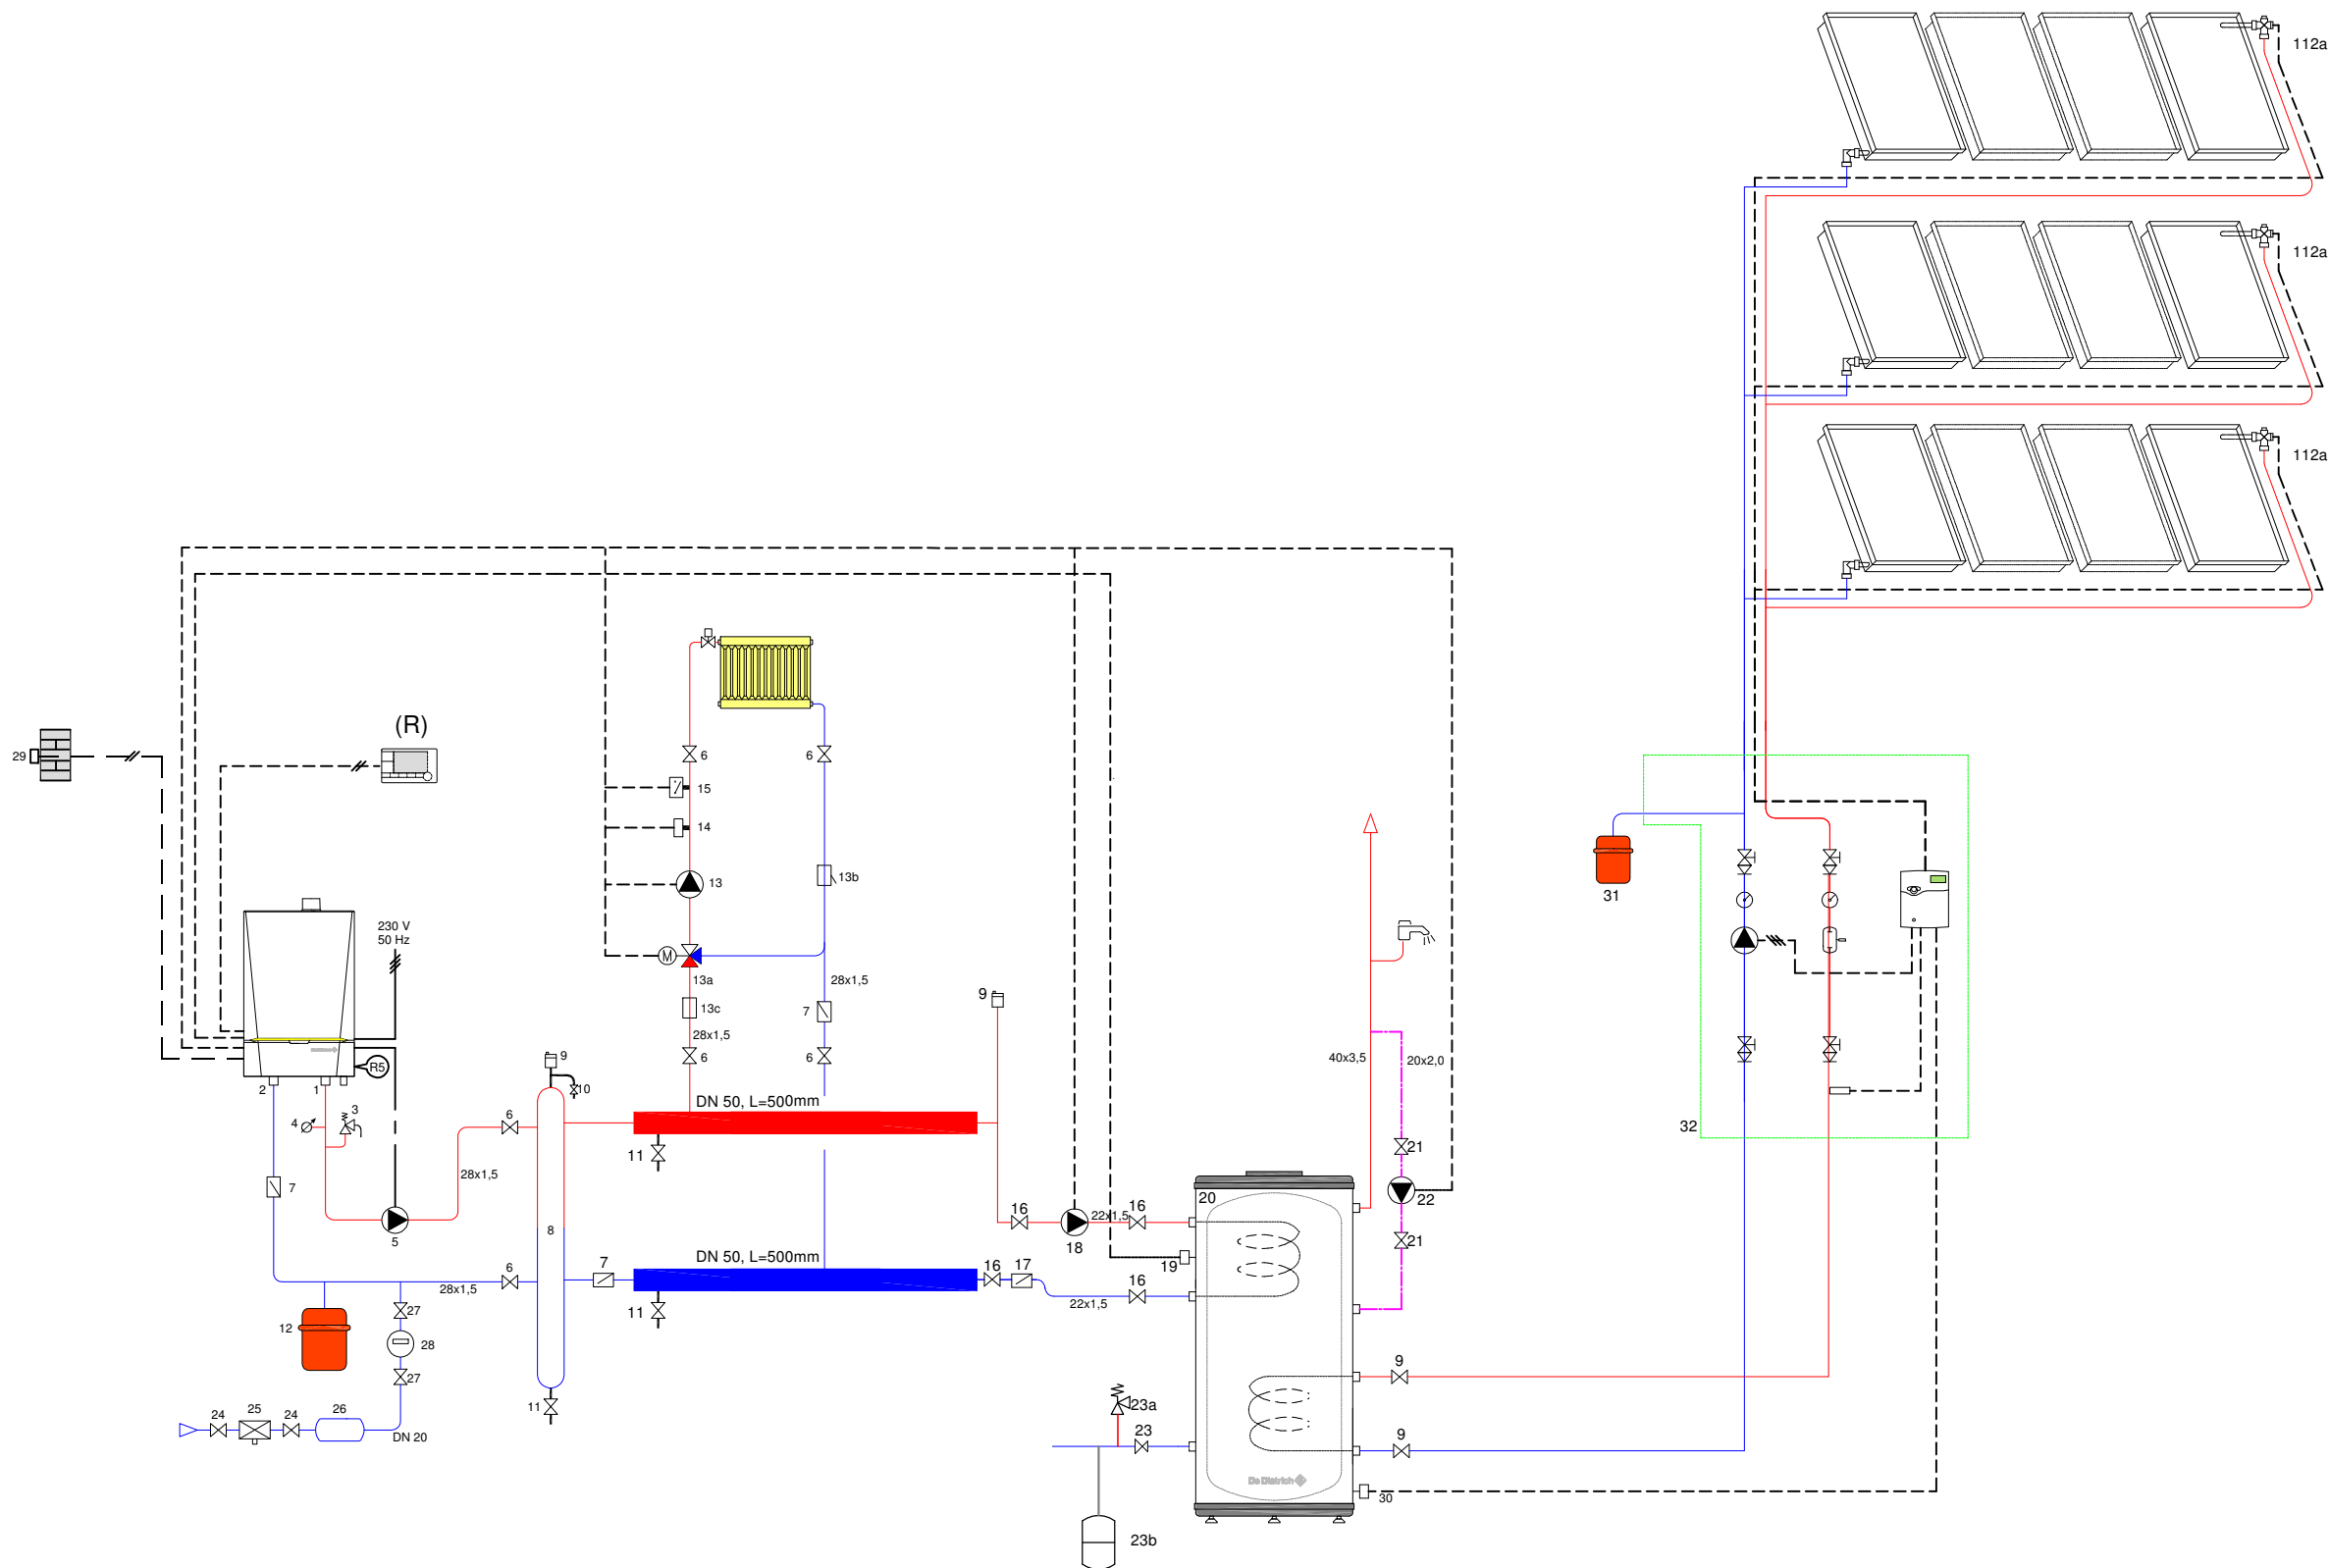 112a
112a
112a
(R)
29
6
6
15
14
13
13b
31
230 V
50 Hz
M
13a
28x1,5
13c
7
9
28x1,5
6
6
40x3,5
20x2,0
9
R5
2
1
10
DN 50, L=500mm
3
4
6
32
11
21
28x1,5
7
20
22
16
16
22x1,5
5
8
18
21
DN 50, L=500mm
7
6
16
17
19
16
28x1,5
22x1,5
27
11
12
28
27
9
24
25
24
26
11
23a
DN 20
23
9
De Dietrich
30
23b